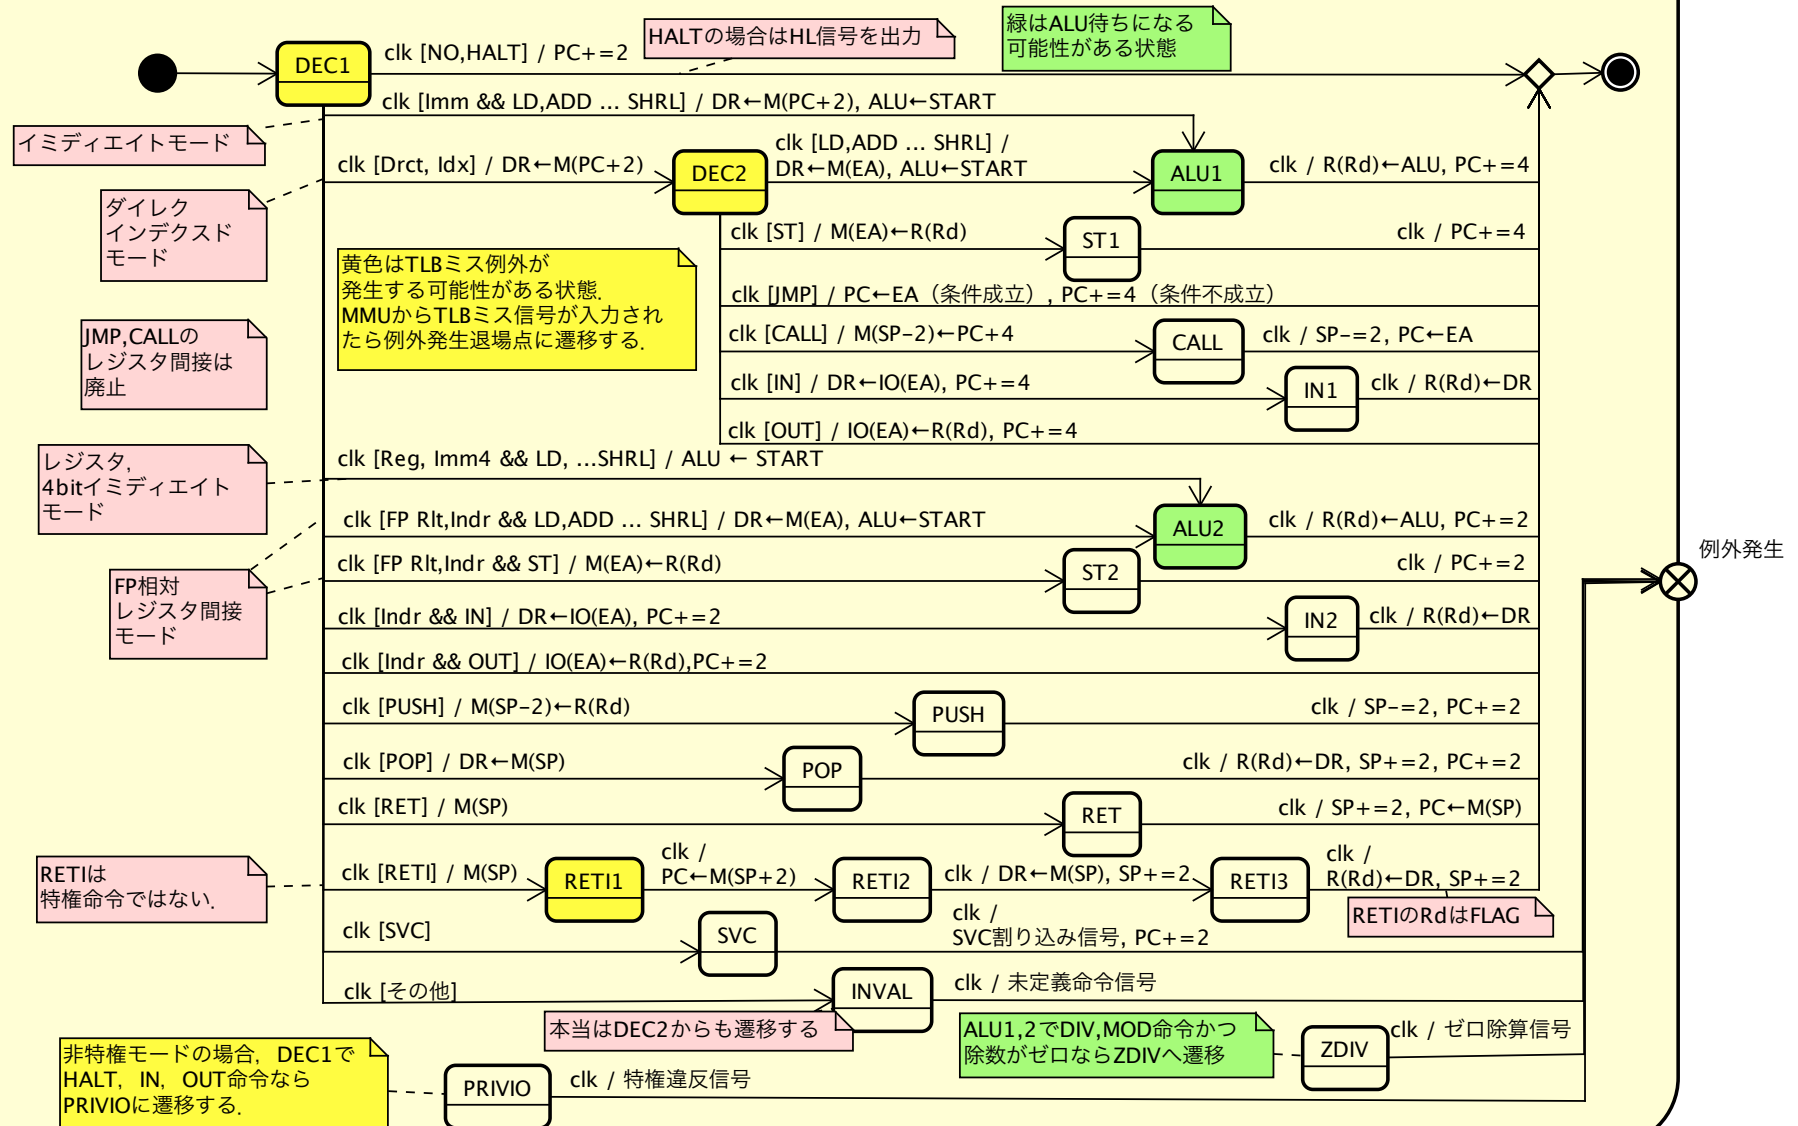 HALTの場合はHL信号を出力
緑はALU待ちになる
可能性がある状態
DEC1
clk [NO,HALT] / PC+=2
clk [Imm && LD,ADD ... SHRL] / DR←M(PC+2), ALU←START
イミディエイトモード
clk [Drct, Idx] / DR←M(PC+2)
DEC2
clk [LD,ADD ... SHRL] /
DR←M(EA), ALU←START
ALU1
clk / R(Rd)←ALU, PC+=4
ダイレク
インデクスド
モード
clk [ST] / M(EA)←R(Rd)
ST1
clk / PC+=4
黄色はTLBミス例外が
発生する可能性がある状態.
MMUからTLBミス信号が入力され
たら例外発生退場点に遷移する.
clk [JMP] / PC←EA（条件成立）, PC+=4（条件不成立）
JMP,CALLの
レジスタ間接は
廃止
clk [CALL] / M(SP-2)←PC+4
CALL
clk / SP-=2, PC←EA
clk [IN] / DR←IO(EA), PC+=4
IN1
clk / R(Rd)←DR
clk [OUT] / IO(EA)←R(Rd), PC+=4
レジスタ,
4bitイミディエイト
モード
clk [Reg, Imm4 && LD, ...SHRL] / ALU ← START
clk [FP Rlt,Indr && LD,ADD ... SHRL] / DR←M(EA), ALU←START
ALU2
clk / R(Rd)←ALU, PC+=2
例外発生
FP相対
レジスタ間接
モード
clk [FP Rlt,Indr && ST] / M(EA)←R(Rd)
ST2
clk / PC+=2
clk [Indr && IN] / DR←IO(EA), PC+=2
IN2
clk / R(Rd)←DR
clk [Indr && OUT] / IO(EA)←R(Rd),PC+=2
clk [PUSH] / M(SP-2)←R(Rd)
PUSH
clk / SP-=2, PC+=2
clk [POP] / DR←M(SP)
POP
clk / R(Rd)←DR, SP+=2, PC+=2
clk [RET] / M(SP)
RET
clk / SP+=2, PC←M(SP)
RETIは
特権命令ではない.
clk [RETI] / M(SP)
RETI1
clk /
PC←M(SP+2)
RETI2
clk / DR←M(SP), SP+=2
RETI3
clk /
R(Rd)←DR, SP+=2
RETIのRdはFLAG
clk [SVC]
SVC
clk /
SVC割り込み信号, PC+=2
clk [その他]
INVAL
clk / 未定義命令信号
本当はDEC2からも遷移する
ALU1,2でDIV,MOD命令かつ
除数がゼロならZDIVへ遷移
ZDIV
clk / ゼロ除算信号
非特権モードの場合，DEC1で
HALT，IN，OUT命令なら
PRIVIOに遷移する.
PRIVIO
clk / 特権違反信号